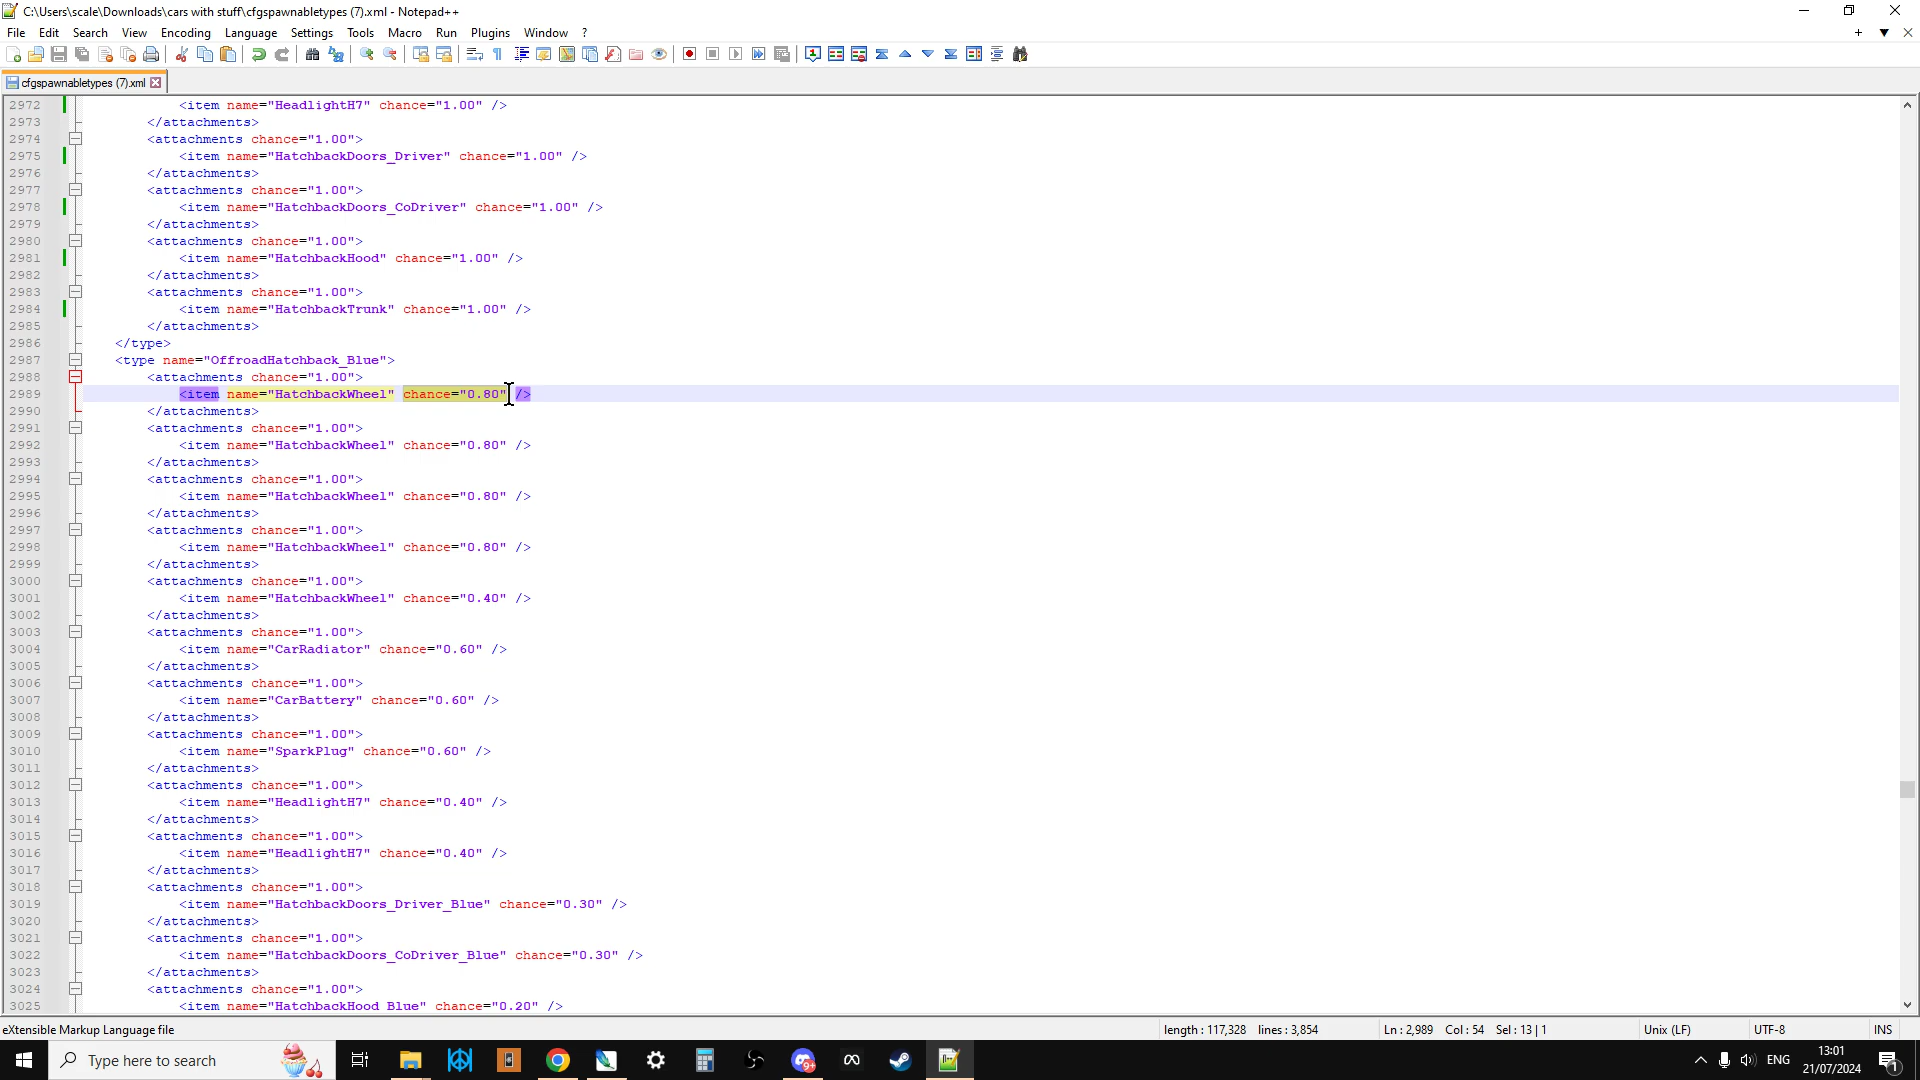 C:\Users\scale\Downloads\cars with stuff\cfgspawnabletypes (7).xml - Notepad++
File Edit Search View Encoding Language Settings Tools Macro Run Plugins Window ?
cfgspawnabletypes (7).xml
2972 <item name="HeadlightH7" chance="1.00" />
2973 </attachments>
2974 <attachments chance="1.00">
2975 <item name="HatchbackDoors_Driver" chance="1.00" />
2976 </attachments>
2977 <attachments chance="1.00">
2978 <item name="HatchbackDoors_CoDriver" chance="1.00" />
2979 </attachments>
2980 <attachments chance="1.00">
2981 <item name="HatchbackHood" chance="1.00" />
2982 </attachments>
2983 <attachments chance="1.00">
2984 <item name="HatchbackTrunk" chance="1.00" />
2985 </attachments>
2986 </type>
2987 <type name="OffroadHatchback_Blue">
2988 <attachments chance="1.00">
2989 <item name="HatchbackWheel" chance="0.80" />
2990 </attachments>
2991 <attachments chance="1.00">
2992 <item name="HatchbackWheel" chance="0.80" />
2993 </attachments>
2994 <attachments chance="1.00">
2995 <item name="HatchbackWheel" chance="0.80" />
2996 </attachments>
2997 <attachments chance="1.00">
2998 <item name="HatchbackWheel" chance="0.80" />
2999 </attachments>
3000 <attachments chance="1.00">
3001 <item name="HatchbackWheel" chance="0.40" />
3002 </attachments>
3003 <attachments chance="1.00">
3004 <item name="CarRadiator" chance="0.60" />
3005 </attachments>
3006 <attachments chance="1.00">
3007 <item name="CarBattery" chance="0.60" />
3008 </attachments>
3009 <attachments chance="1.00">
3010 <item name="SparkPlug" chance="0.60" />
3011 </attachments>
3012 <attachments chance="1.00">
3013 <item name="HeadlightH7" chance="0.40" />
3014 </attachments>
3015 <attachments chance="1.00">
3016 <item name="HeadlightH7" chance="0.40" />
3017 </attachments>
3018 <attachments chance="1.00">
3019 <item name="HatchbackDoors_Driver_Blue" chance="0.30" />
3020 </attachments>
3021 <attachments chance="1.00">
3022 <item name="HatchbackDoors_CoDriver_Blue" chance="0.30" />
3023 </attachments>
3024 <attachments chance="1.00">
3025 <item name="HatchbackHood_Blue" chance="0.20" />
eXtensible Markup Language file length : 117,328 lines : 3,854 Ln : 2,989 Col : 54 Sel : 13 | 1 Unix (LF) UTF-8 INS
Type here to search ENG 13:01
21/07/2024